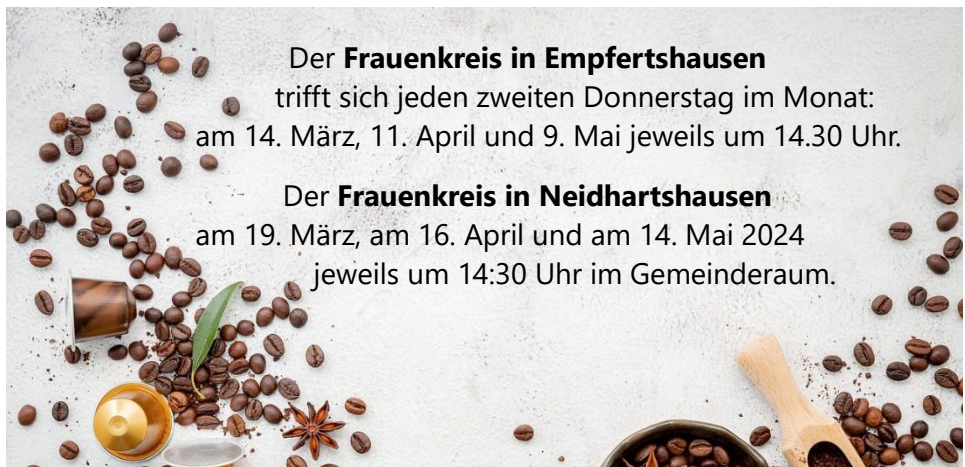 Der Frauenkreis in Empfertshausen
trifft sich jeden zweiten Donnerstag im Monat:
am 14. März, 11. April und 9. Mai jeweils um 14.30 Uhr.
Der Frauenkreis in Neidhartshausen
am 19. März, am 16. April und am 14. Mai 2024
jeweils um 14:30 Uhr im Gemeinderaum.